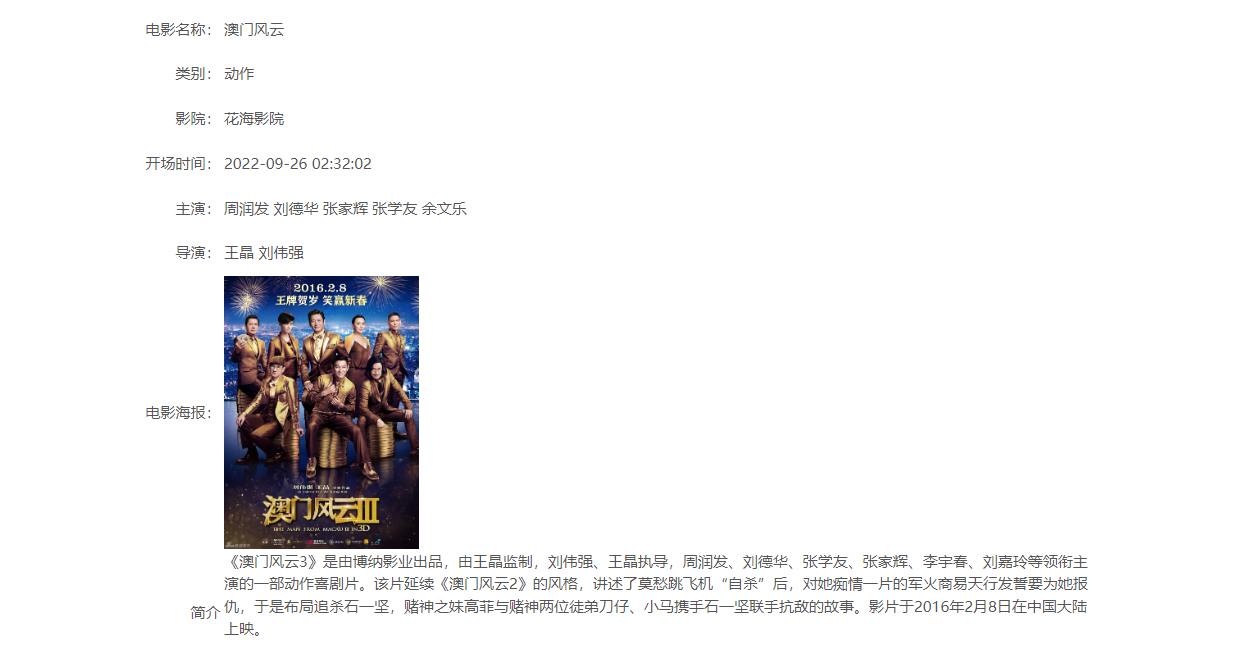 电影名称： 澳门风云
类别： 动作
影院： 花海影院
开场时间： 2022-09-26 02:32:02
主演： 周润发 刘德华 张家辉 张学友 余文乐
导演： 王晶 刘伟强
2016.2.8
王牌贺岁 笑赢新春
电影海报：
澳门风云III
THE MAN FROM MACAU III IN 3D
《澳门风云3》是由博纳影业出品，由王晶监制，刘伟强、王晶执导，周润发、刘德华、张学友、张家辉、李宇春、刘嘉玲等领衔主
演的一部动作喜剧片。该片延续《澳门风云2》的风格，讲述了莫愁跳飞机“自杀”后，对她痴情一片的军火商易天行发誓要为她报
仇，于是布局追杀石一坚，赌神之妹高菲与赌神两位徒弟刀仔、小马携手石一坚联手抗敌的故事。影片于2016年2月8日在中国大陆
简介
上映。